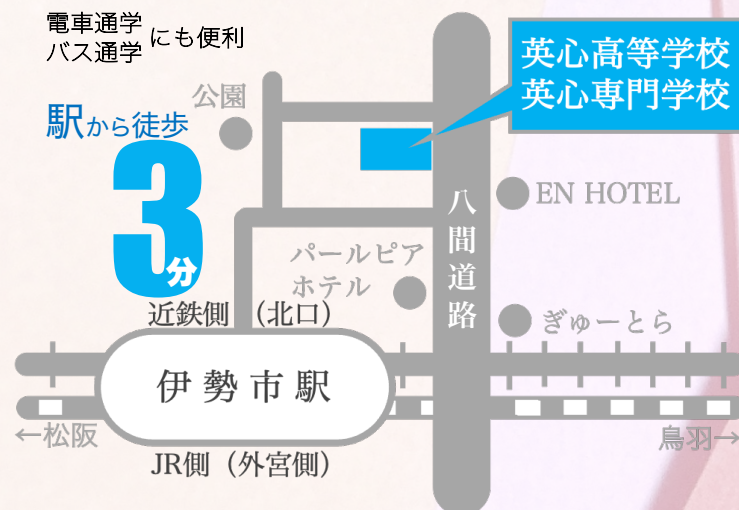 電車通学
バス通学
にも便利
英心高等学校
英心専門学校
公園
駅から徒歩
3分
八間道路
EN HOTEL
パールピア
ホテル
ぎゅーとら
近鉄側（北口）
伊勢市駅
←松阪
鳥羽→
JR側（外宮側）